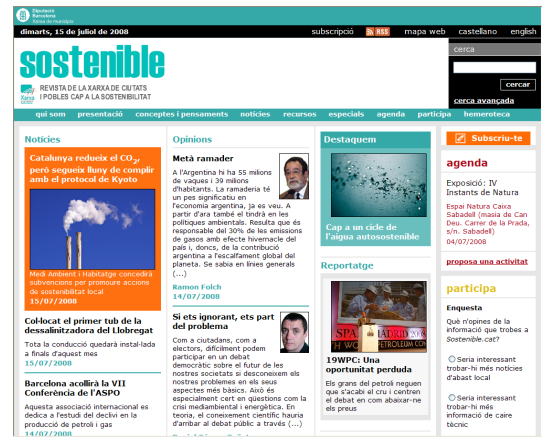 Diputació
Barcelona
Xarxa de municipis
dimarts, 15 de juliol de 2008
subscripció RSS mapa web castellano english
cerca
sostenible
REVISTA DE LA XARXA DE CIUTATS
I POBLES CAP A LA SOSTENIBILITAT
Xarxa
cercar
cerca avançada
qui som presentació conceptes i pensaments notícies recursos especials agenda participa hemeroteca
Notícies
Catalunya redueix el CO2,
però segueix lluny de complir
amb el protocol de Kyoto
Medi Ambient i Habitatge concedirà
subvencions per promoure accions
de sostenibilitat local
15/07/2008
Col·locat el primer tub de la
dessalinitzadora del Llobregat
Tota la conducció quedarà instal·lada
a finals d'aquest mes
15/07/2008
Barcelona acollirà la VII
Conferència de l'ASPO
Aquesta associació internacional es
dedica a l'estudi del declivi en la
producció de petroli i gas
14/07/2008
Opinions
Metà ramader
A l'Argentina hi ha 55 milions
de vaques i 39 milions
d'habitants. La ramaderia té
un pes significatiu en
l'economia argentina, ja es veu. A
partir d'ara també el tindrà en les
polítiques ambientals. Resulta que és
responsable del 30% de les emissions
de gasos amb efecte hivernacle del
país i, doncs, de la contribució
argentina a l'escalfament global del
planeta. Se sabia en línies generals
(...)
Ramon Folch
14/07/2008
Si ets ignorant, ets part
del problema
Com a ciutadans, com a
electors, difícilment podem
participar en un debat
democràtic sobre el futur de les
nostres societats si desconeixem els
nostres problemes en els seus
aspectes més bàsics. Això és
especialment cert en qüestions com la
crisi mediambiental i energètica. En
teoria, el coneixement científic hauria
d'arribar al debat públic a través (...)
Destaquem
Cap a un cicle de
l'aigua autosostenible
Reportatge
SPA
MADRID 2008
PETROLEUM CON
19WPC: Una
oportunitat perduda
Els grans del petroli neguen
que s'acabi el cru i centren
el debat en com abaixar-ne
els preus
Subscriu-te
agenda
Exposició: IV
Instants de Natura
Espai Natura Caixa
Sabadell (masia de Can
Deu. Carrer de la Prada,
s/n. Sabadell)
04/07/2008
proposa una activitat
participa
Enquesta
Què n'opines de la
informació que trobes a
Sostenible.cat?
Seria interessant
trobar-hi més notícies
d'abast local
Seria interessant
trobar-hi més
informació de caire
tècnic